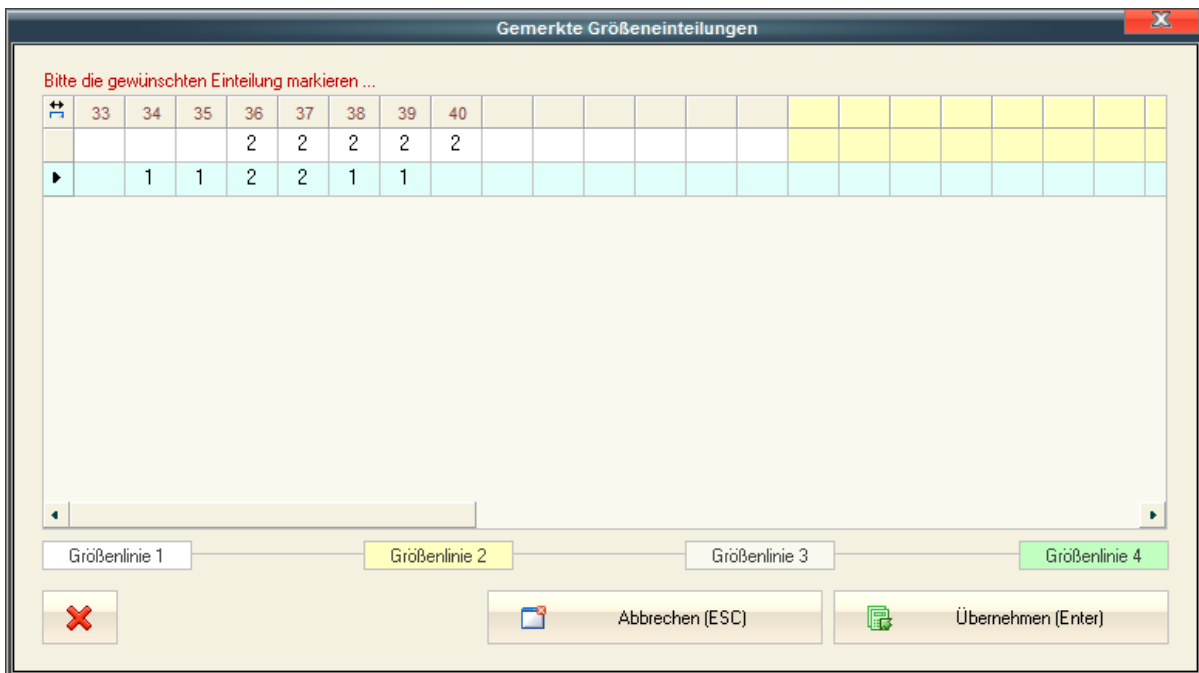 Gemerkte Größeneinteilungen
Bitte die gewünschten Einteilung markieren ...
33 34 35 36 37 38 39 40
2 2 2 2 2
1 1 2 2 1 1
Größenlinie 1 Größenlinie 2 Größenlinie 3 Größenlinie 4
Abbrechen (ESC) Übernehmen (Enter)